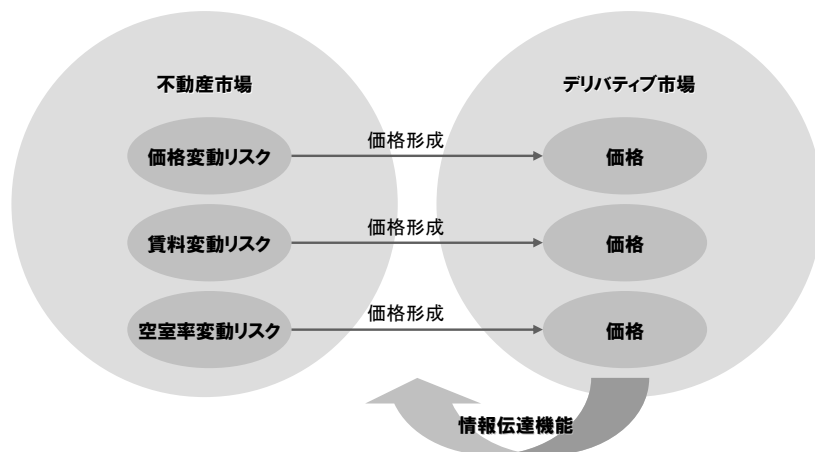 不動産市場
デリバティブ市場
価格変動リスク
価格形成
価格
賃料変動リスク
価格形成
価格
空室率変動リスク
価格形成
価格
情報伝達機能